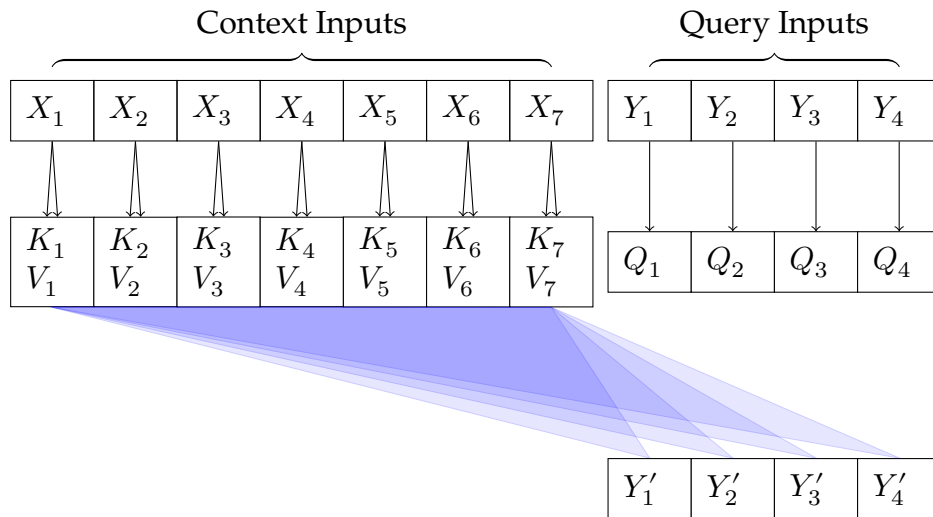 Context Inputs Query Inputs
X₁ X₂ X₃ X₄ X₅ X₆ X₇ Y₁ Y₂ Y₃ Y₄
K₁ K₂ K₃ K₄ K₅ K₆ K₇ Q₁ Q₂ Q₃ Q₄
V₁ V₂ V₃ V₄ V₅ V₆ V₇
Y′₁ Y′₂ Y′₃ Y′₄